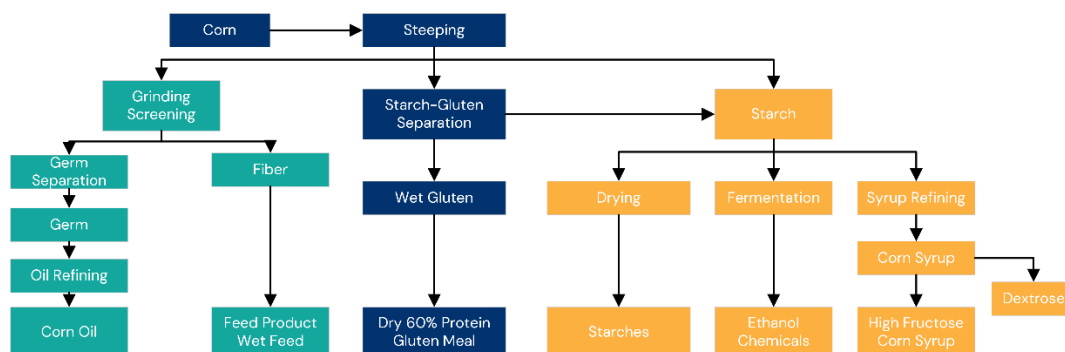 Corn
Steeping
Grinding
Screening
Starch-Gluten
Separation
Starch
Germ
Separation
Fiber
Wet Gluten
Drying
Fermentation
Syrup Refining
Germ
Oil Refining
Corn Syrup
Dextrose
Corn Oil
Feed Product
Wet Feed
Dry 60% Protein
Gluten Meal
Starches
Ethanol
Chemicals
High Fructose
Corn Syrup